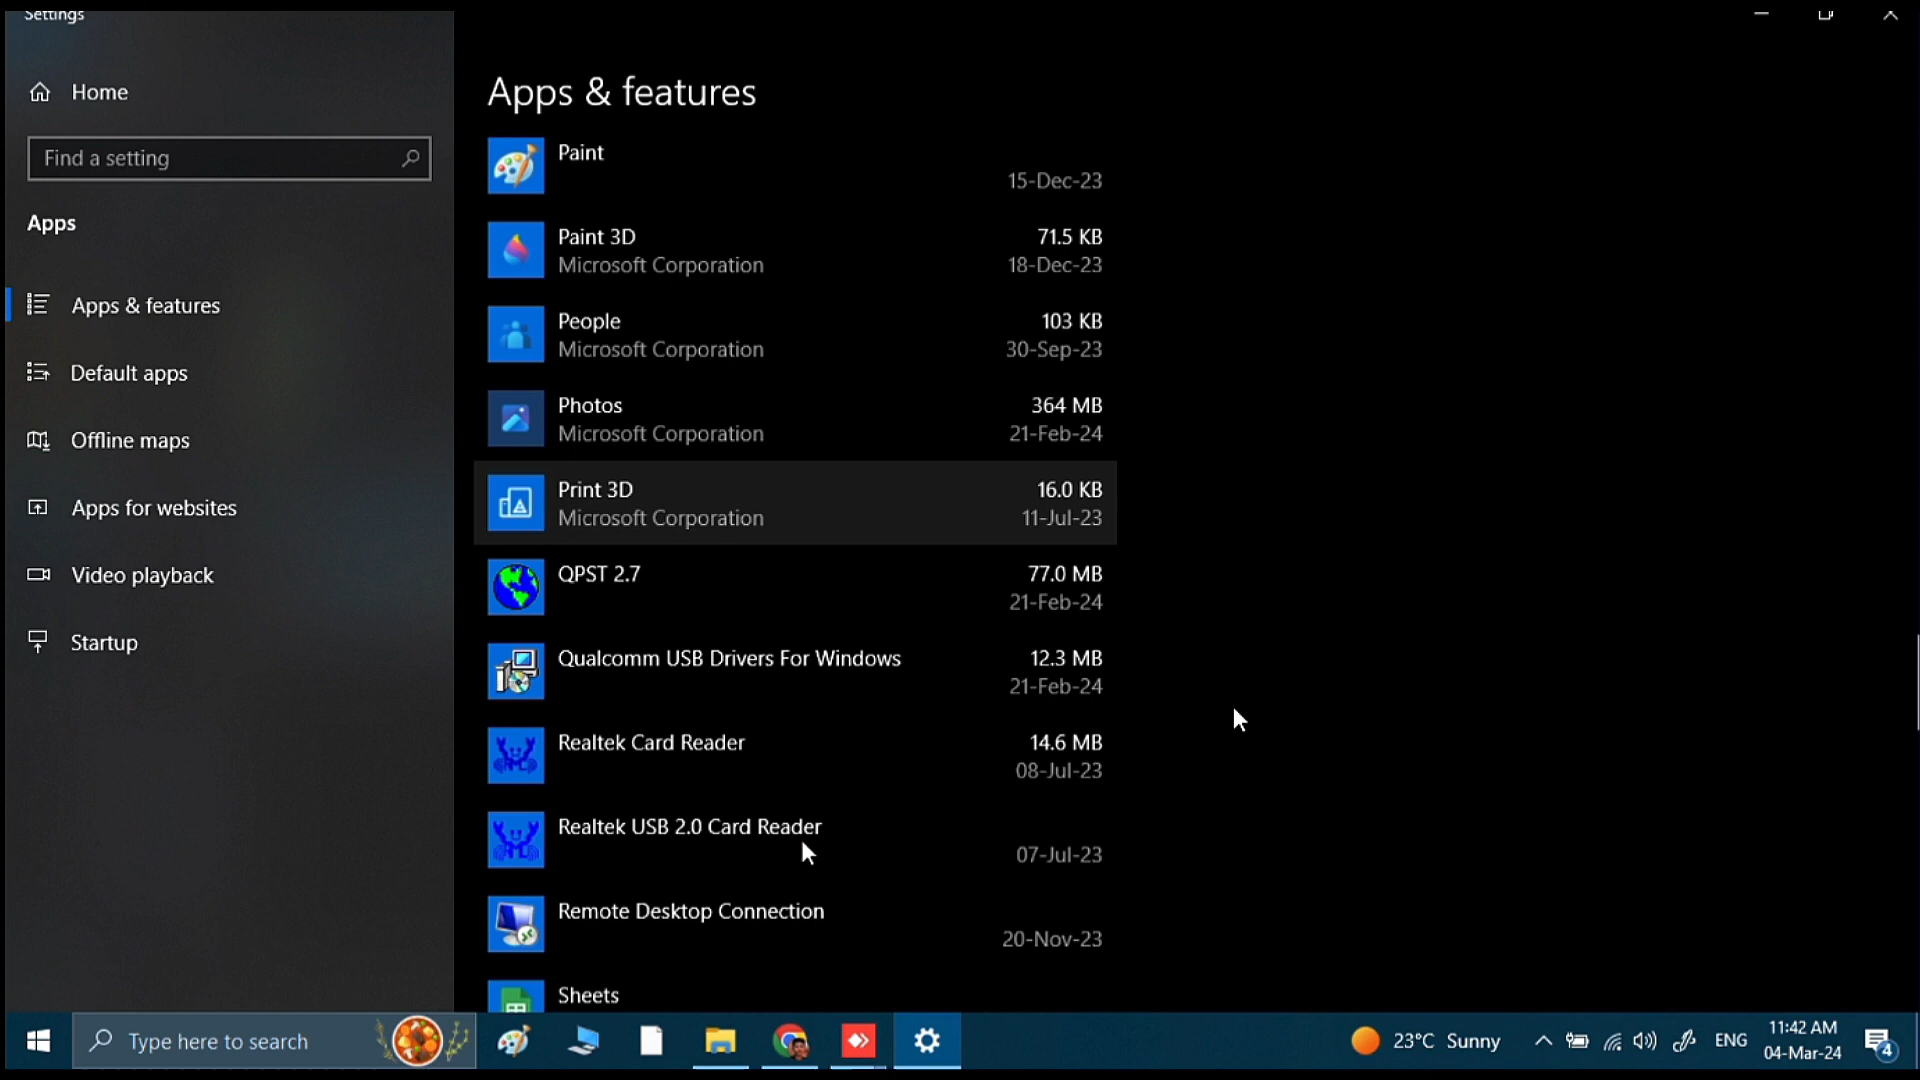 Settings
Home
Find a setting
Apps
Apps & features
Default apps
Offline maps
Apps for websites
Video playback
Startup
Apps & features
Paint
15-Dec-23
Paint 3D 71.5 KB
Microsoft Corporation 18-Dec-23
People 103 KB
Microsoft Corporation 30-Sep-23
Photos 364 MB
Microsoft Corporation 21-Feb-24
Print 3D 16.0 KB
Microsoft Corporation 11-Jul-23
QPST 2.7 77.0 MB
21-Feb-24
Qualcomm USB Drivers For Windows 12.3 MB
21-Feb-24
Realtek Card Reader 14.6 MB
08-Jul-23
Realtek USB 2.0 Card Reader
07-Jul-23
Remote Desktop Connection
20-Nov-23
Sheets
Type here to search
23°C Sunny
ENG
11:42 AM
04-Mar-24
4